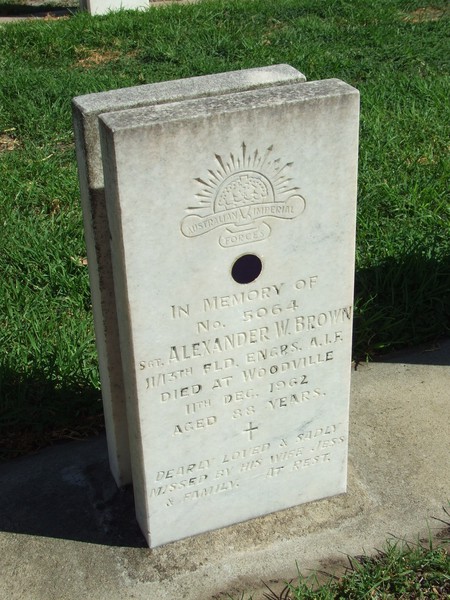 AUSTRALIAN IMPERIAL
FORCES
IN MEMORY OF
No. 5064
SGT. ALEXANDER W. BROWN
11/13TH FLD. ENGRS. A.I.F.
DIED AT WOODVILLE
11TH DEC. 1962
AGED 88 YEARS.
DEARLY LOVED & SADLY
MISSED BY HIS WIFE JESS
& FAMILY. AT REST.